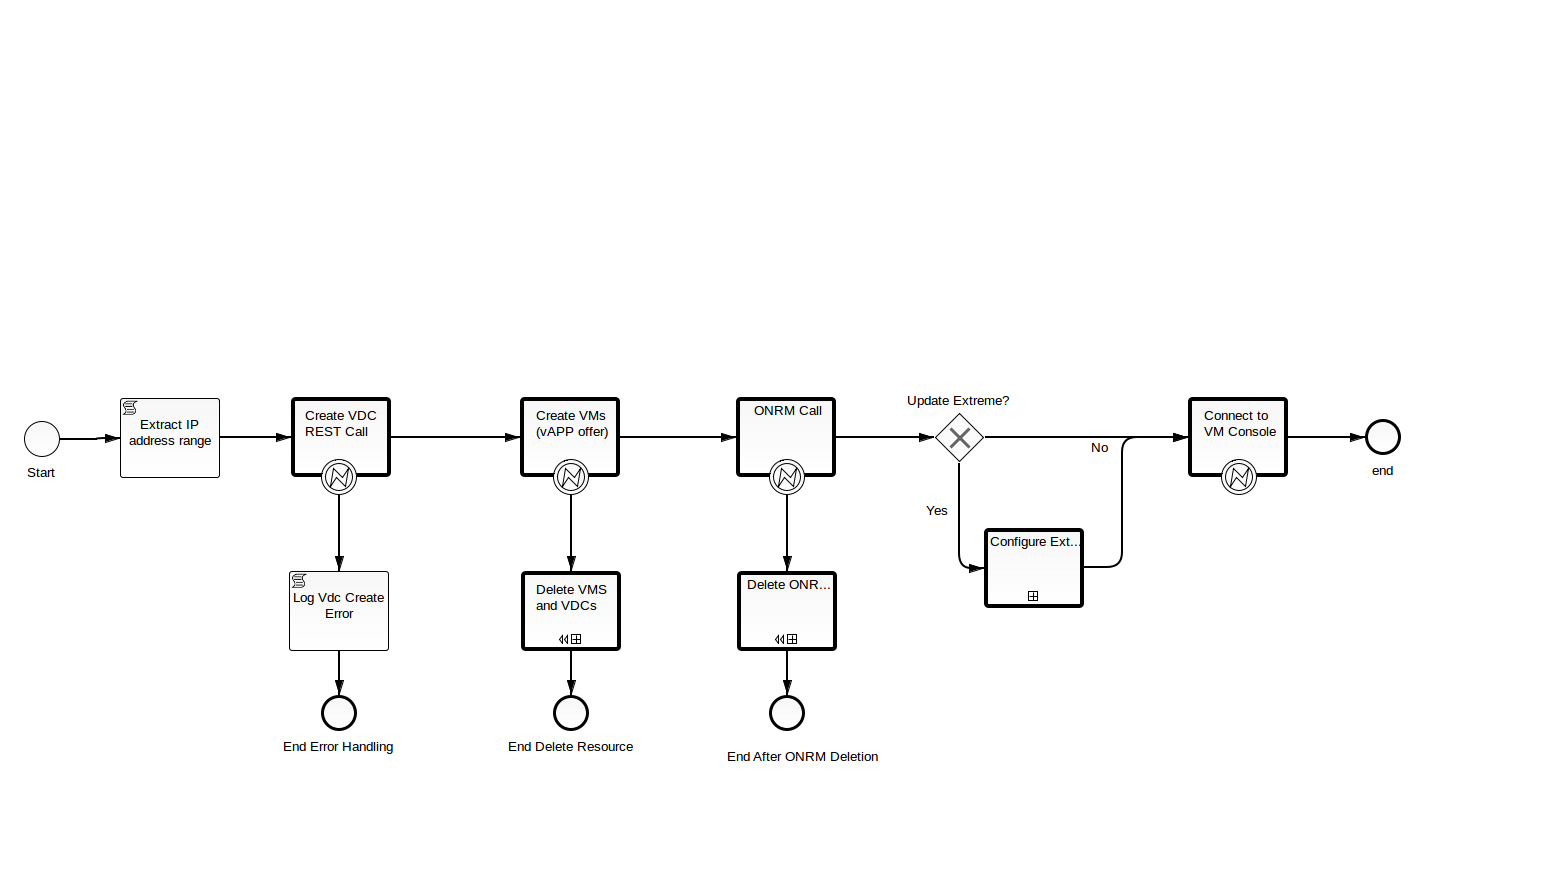 Start
Extract IP
address range
Create VDC
REST Call
Create VMs
(vAPP offer)
ONRM Call
Update Extreme?
No
Yes
Connect to
VM Console
end
Configure Ext...
Log Vdc Create
Error
Delete VMS
and VDCs
Delete ONR...
End Error Handling
End Delete Resource
End After ONRM Deletion